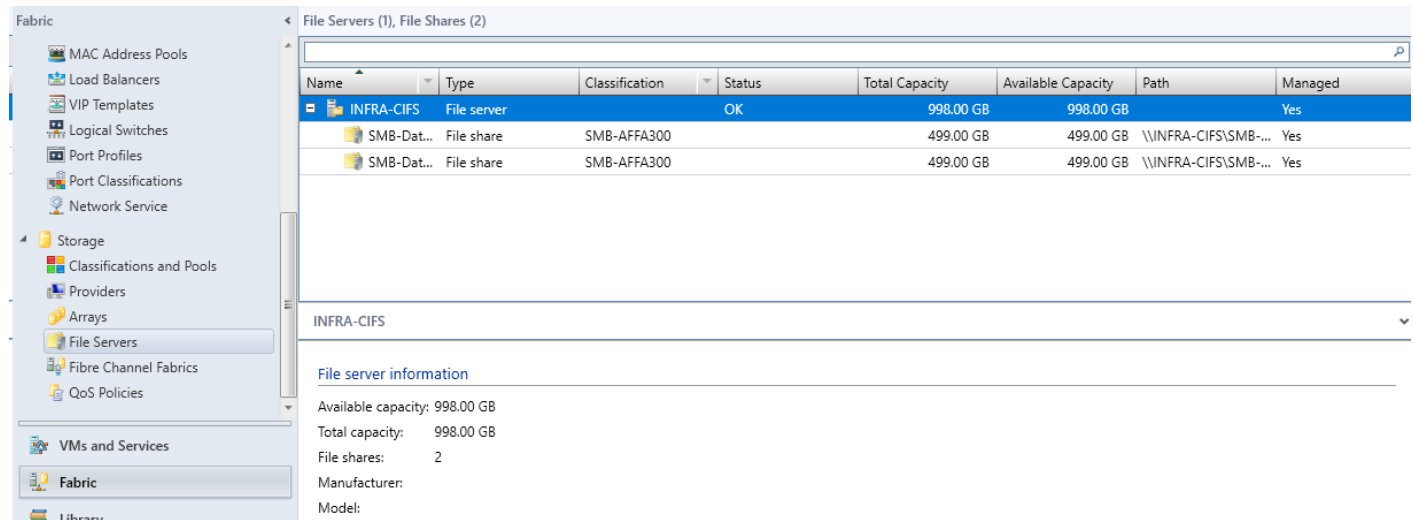 Fabric
MAC Address Pools
Load Balancers
VIP Templates
Logical Switches
Port Profiles
Port Classifications
Network Service
Storage
Classifications and Pools
Providers
Arrays
File Servers
Fibre Channel Fabrics
QoS Policies
VMs and Services
Fabric
Library
File Servers (1), File Shares (2)
Name Type Classification Status Total Capacity Available Capacity Path Managed
INFRA-CIFS File server OK 998.00 GB 998.00 GB Yes
SMB-Dat... File share SMB-AFFA300 499.00 GB 499.00 GB \\INFRA-CIFS\SMB-... Yes
SMB-Dat... File share SMB-AFFA300 499.00 GB 499.00 GB \\INFRA-CIFS\SMB-... Yes
INFRA-CIFS
File server information
Available capacity: 998.00 GB
Total capacity: 998.00 GB
File shares: 2
Manufacturer:
Model: